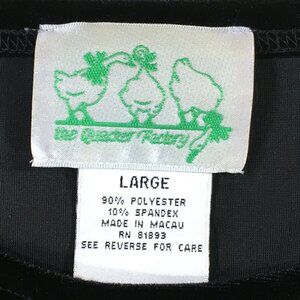 the Quacker Factory
LARGE
90% POLYESTER
10% SPANDEX
MADE IN MACAU
RN 81893
SEE REVERSE FOR CARE